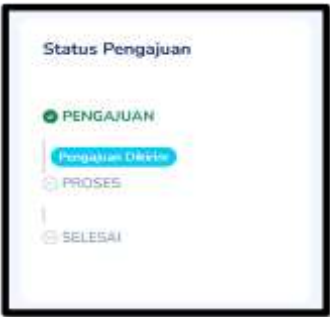 Status Pengajuan
PENGAJUAN
Pengajuan Dikirim
PROSES
SELESAI